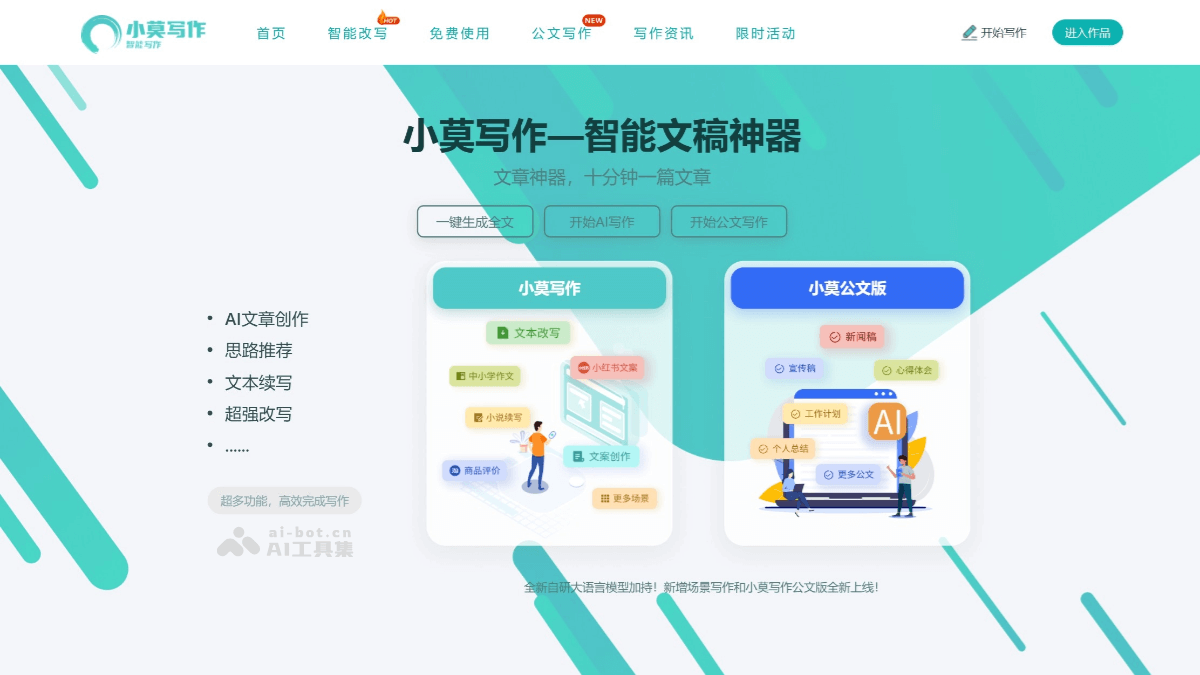 小莫写作
智能写作
首页
智能改写
HOT
免费使用
公文写作
NEW
写作资讯
限时活动
开始写作
进入作品
小莫写作—智能文稿神器
文章神器，十分钟一篇文章
一键生成全文
开始AI写作
开始公文写作
• AI文章创作
• 思路推荐
• 文本续写
• 超强改写
• ......
超多功能，高效完成写作
ai-bot.cn
AI工具集
小莫写作
文本改写
小红书文案
中小学作文
小说续写
文案创作
商品评价
更多场景
小莫公文版
新闻稿
宣传稿
心得体会
工作计划
AI
个人总结
更多公文
全新自研大语言模型加持！新增场景写作和小莫写作公文版全新上线！